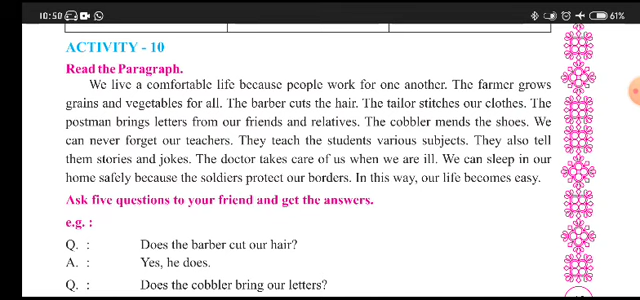 10:50 61%
ACTIVITY - 10
Read the Paragraph.
We live a comfortable life because people work for one another. The farmer grows
grains and vegetables for all. The barber cuts the hair. The tailor stitches our clothes. The
postman brings letters from our friends and relatives. The cobbler mends the shoes. We
can never forget our teachers. They teach the students various subjects. They also tell
them stories and jokes. The doctor takes care of us when we are ill. We can sleep in our
home safely because the soldiers protect our borders. In this way, our life becomes easy.
Ask five questions to your friend and get the answers.
e.g. :
Q. : Does the barber cut our hair?
A. : Yes, he does.
Q. : Does the cobbler bring our letters?